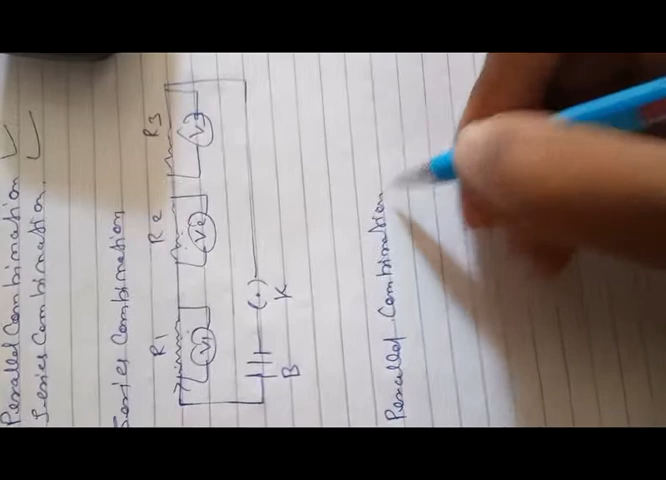 Parallel Combination
Series Combination.
Series Combination
R1 R2 R3
V1 V2 V3
B K
Parallel Combination